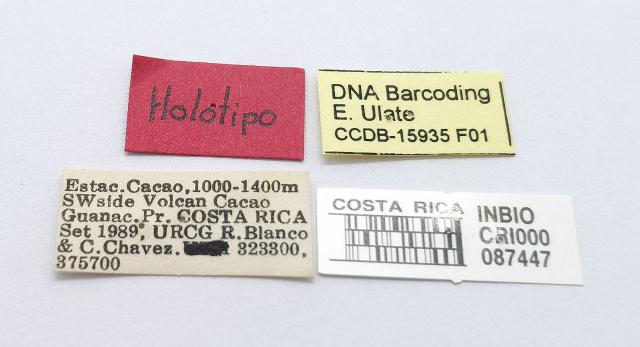 Holótipo
DNA Barcoding
E. Ulate
CCDB-15935 F01
Estac. Cacao, 1000-1400m
SWside Volcan Cacao
Guanac. Pr. COSTA RICA
Set 1989, URCG R. Blanco
& C. Chavez. 323300,
375700
COSTA RICA
INBIO
CRI000
087447